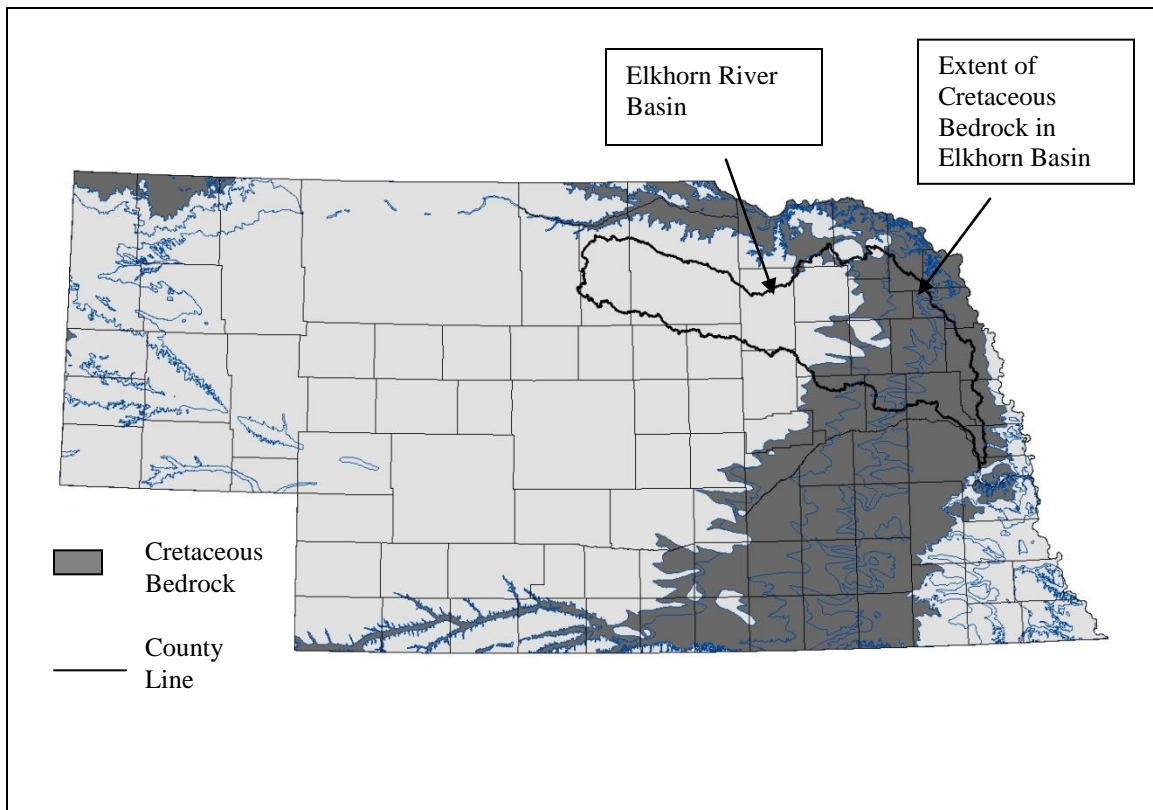 Elkhorn River
Basin
Extent of
Cretaceous
Bedrock in
Elkhorn Basin
Cretaceous
Bedrock
County
Line